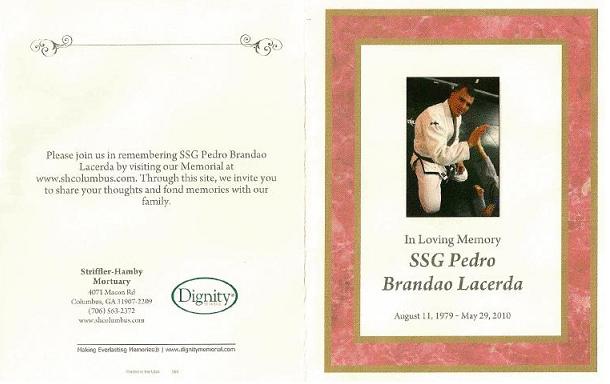 Please join us in remembering SSG Pedro Brandao
Lacerda by visiting our Memorial at
www.shcolumbus.com. Through this site, we invite you
to share your thoughts and fond memories with our
family.
Striffler-Hamby
Mortuary
4071 Macon Rd
Columbus, GA 31907-2289
(706) 563-2372
www.shcolumbus.com
Dignity
Making Everlasting Memories® | www.dignitymemorial.com
In Loving Memory
SSG Pedro
Brandao Lacerda
August 11, 1979 - May 29, 2010